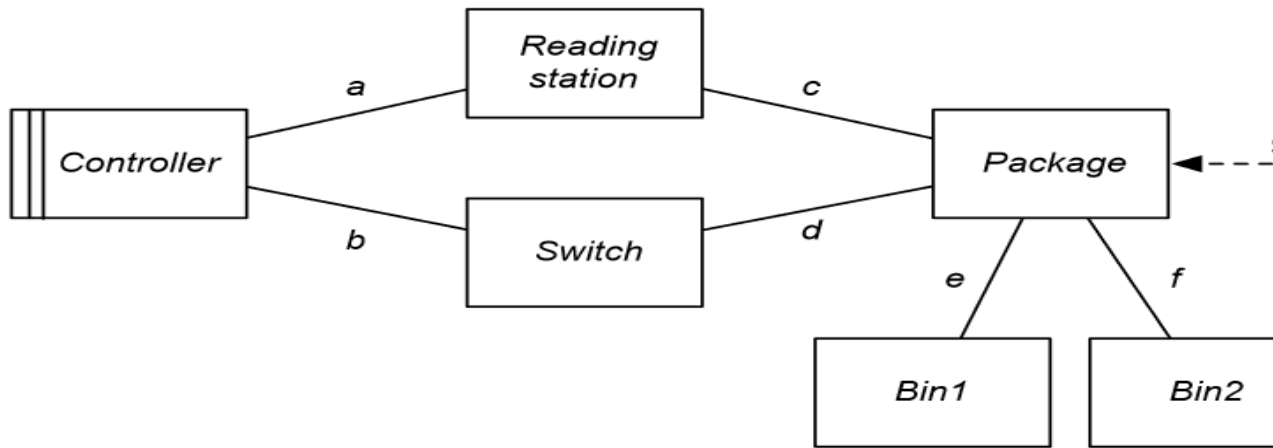 Reading
station
a
c
Controller
Package
b
Switch
d
e
f
Bin1
Bin2